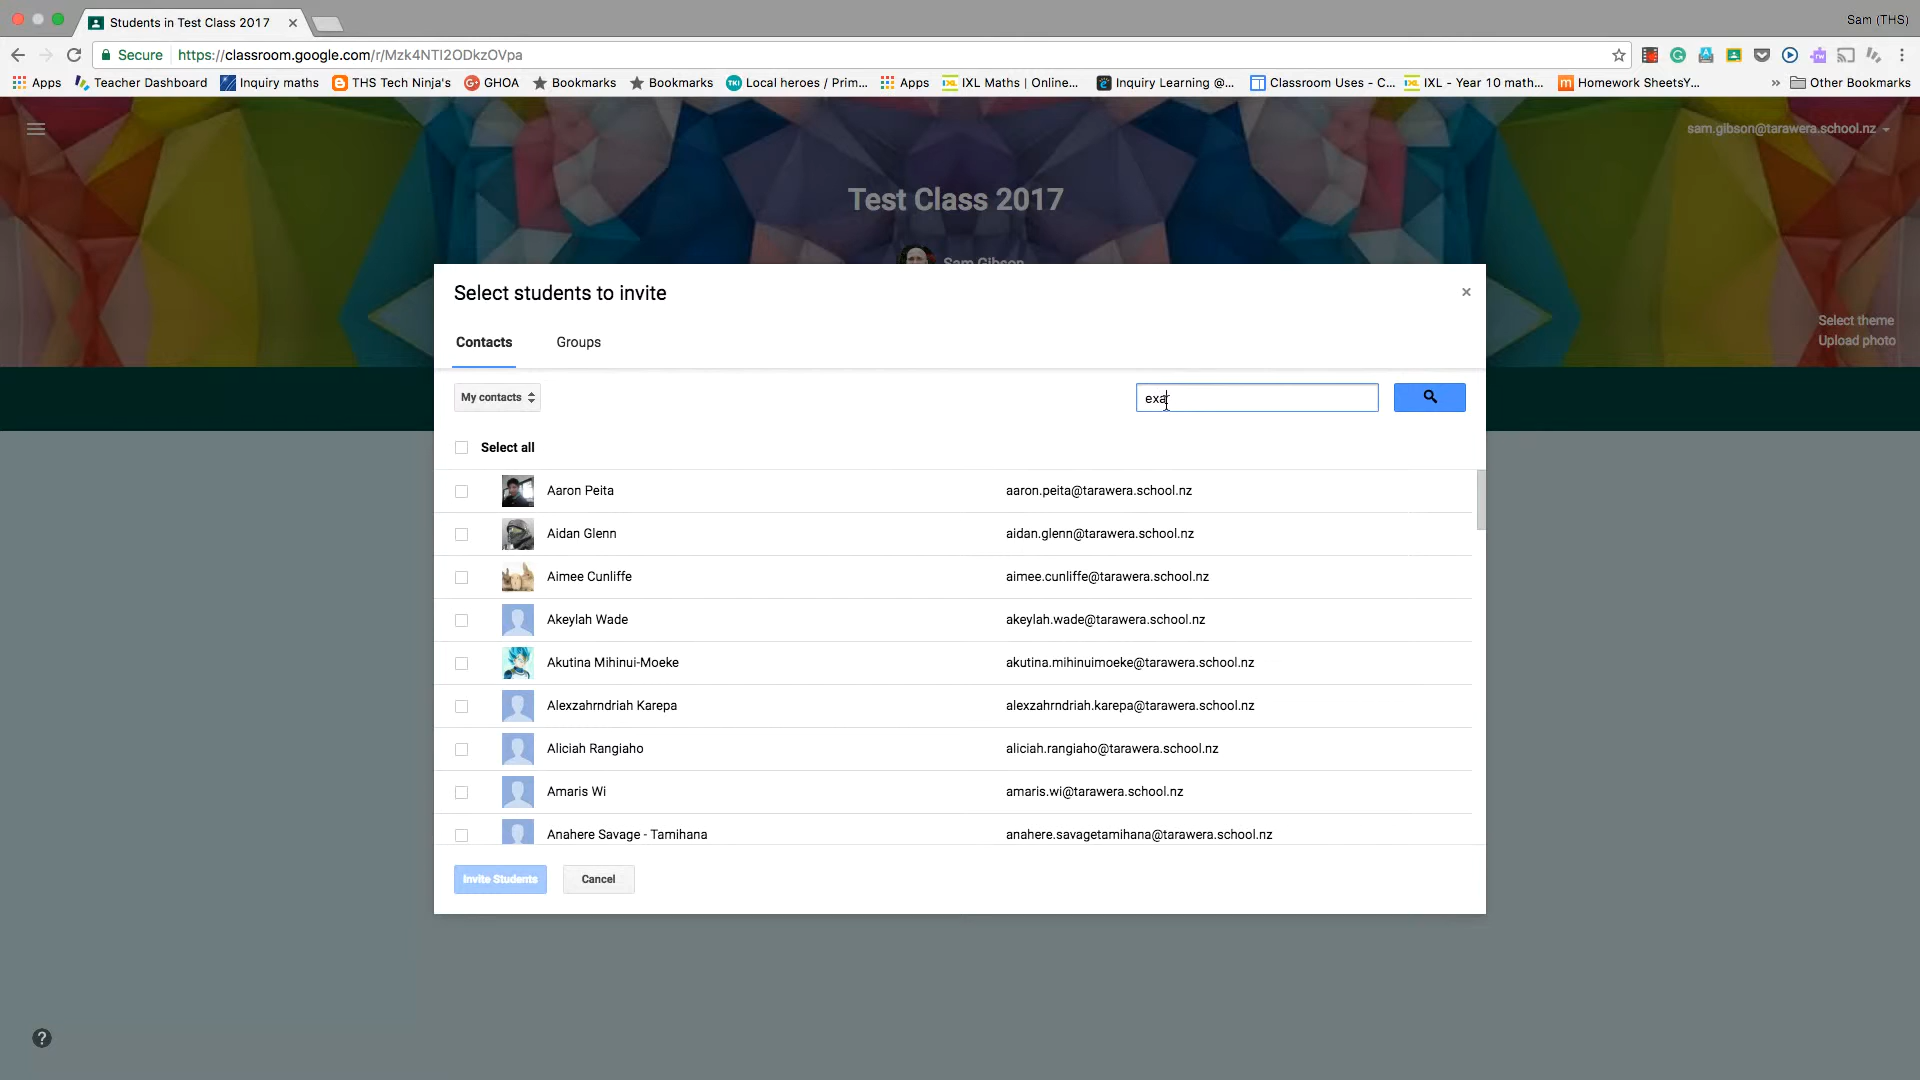 Students in Test Class 2017
Sam (THS)
Secure https://classroom.google.com/r/Mzk4NTI2ODkzOVpa
Apps Teacher Dashboard Inquiry maths THS Tech Ninja's GHOA Bookmarks Bookmarks Local heroes / Prim... Apps IXL Maths | Online... Inquiry Learning @... Classroom Uses - C... IXL - Year 10 math... Homework SheetsY... » Other Bookmarks
sam.gibson@tarawera.school.nz
Test Class 2017
Sam Gibson
Select students to invite
Select theme
Upload photo
Contacts Groups
My contacts
Select all
Aaron Peita aaron.peita@tarawera.school.nz
Aidan Glenn aidan.glenn@tarawera.school.nz
Aimee Cunliffe aimee.cunliffe@tarawera.school.nz
Akeylah Wade akeylah.wade@tarawera.school.nz
Akutina Mihinui-Moeke akutina.mihinuimoeke@tarawera.school.nz
Alexzahrndriah Karepa alexzahrndriah.karepa@tarawera.school.nz
Aliciah Rangiaho aliciah.rangiaho@tarawera.school.nz
Amaris Wi amaris.wi@tarawera.school.nz
Anahere Savage - Tamihana anahere.savagetamihana@tarawera.school.nz
Invite Students Cancel
?